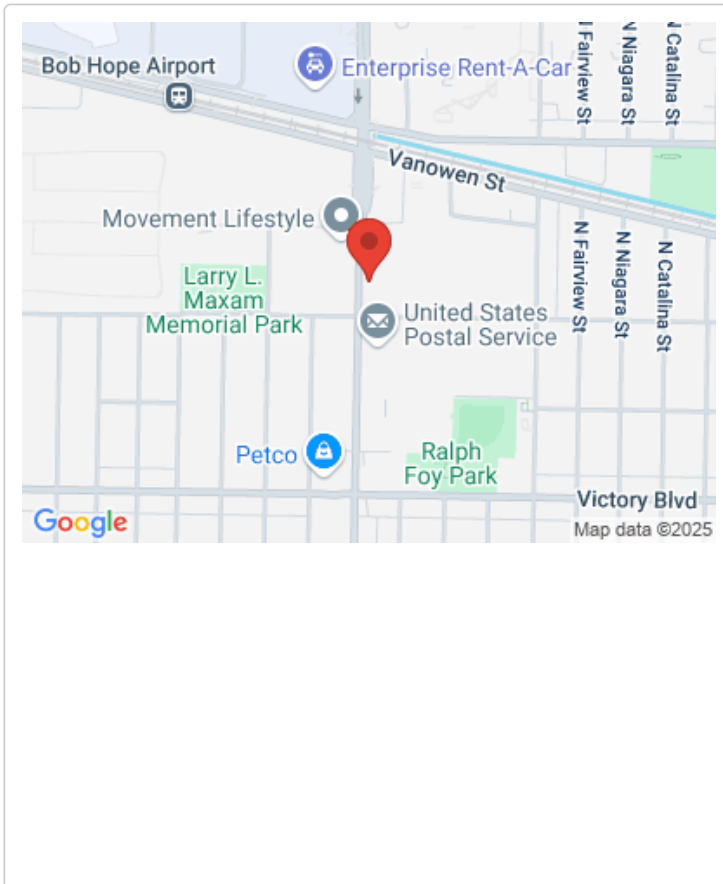 Bob Hope Airport
Enterprise Rent-A-Car
N Fairview St
N Niagara St
N Catalina St
Vanowen St
Movement Lifestyle
Larry L.
Maxam
Memorial Park
United States
Postal Service
N Fairview St
N Niagara St
N Catalina St
Petco
Ralph
Foy Park
Victory Blvd
Google
Map data ©2025